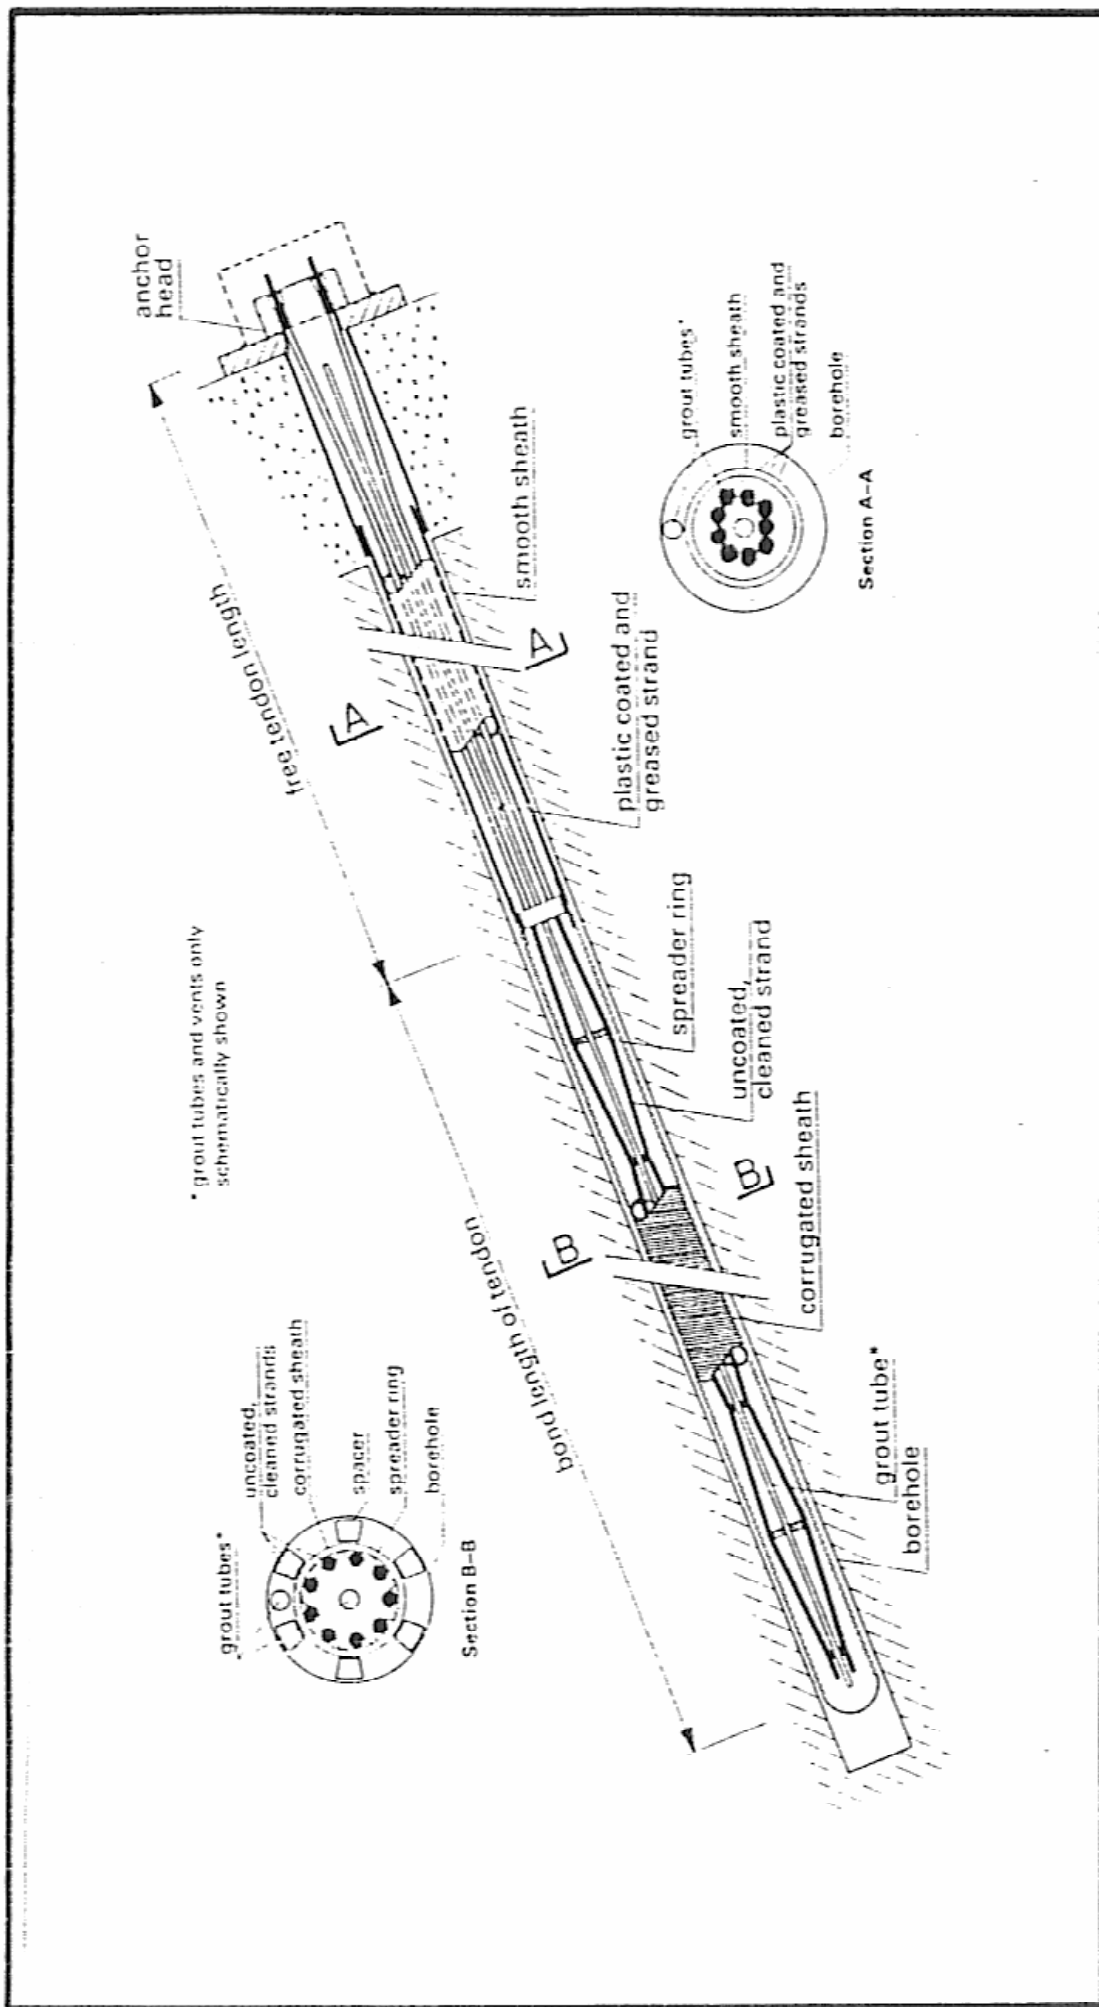 anchor
head
free tendon length
smooth sheath
A
A
plastic coated and
greased strand
grout tubes*
smooth sheath
plastic coated and
greased strands
borehole
Section A–A
* grout tubes and vents only
schematically shown
bond length of tendon
spreader ring
uncoated,
cleaned strand
B
B
corrugated sheath
grout tube*
borehole
grout tubes*
uncoated,
cleaned strands
corrugated sheath
spacer
spreader ring
borehole
Section B–B